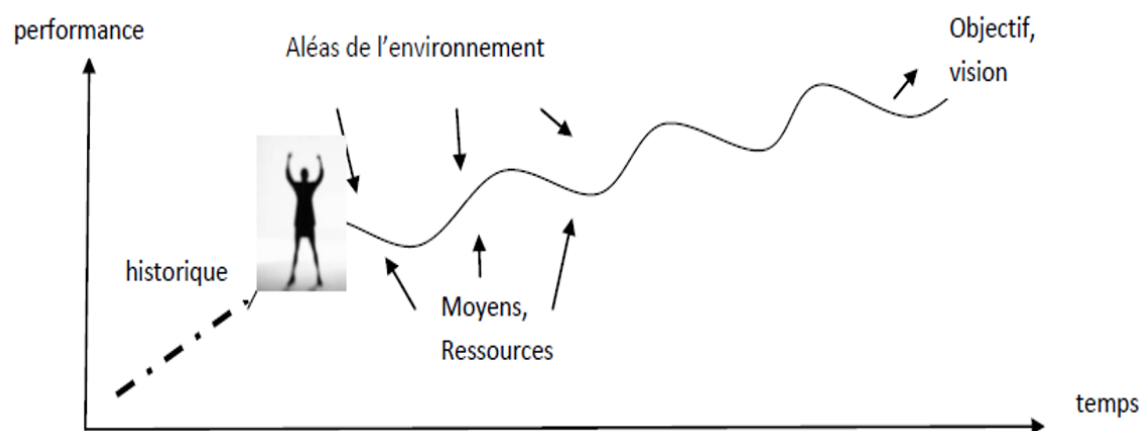 performance
Aléas de l’environnement
Objectif,
vision
historique
Moyens,
Ressources
temps